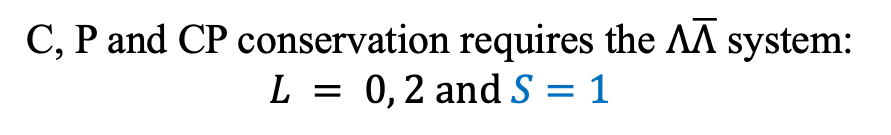 C, P and CP conservation requires the ΛΛ̅ system:
L = 0, 2 and S = 1